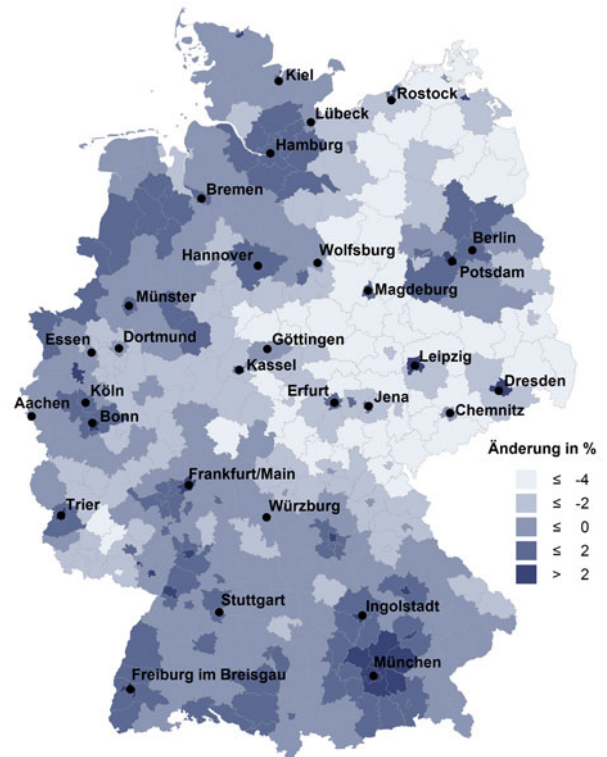 Kiel
Rostock
Lübeck
Hamburg
Bremen
Berlin
Hannover
Wolfsburg
Potsdam
Magdeburg
Münster
Essen
Dortmund
Göttingen
Kassel
Leipzig
Dresden
Köln
Aachen
Erfurt
Jena
Bonn
Chemnitz
Änderung in %
≤ -4
≤ -2
≤ 0
≤ 2
> 2
Frankfurt/Main
Trier
Würzburg
Stuttgart
Ingolstadt
München
Freiburg im Breisgau